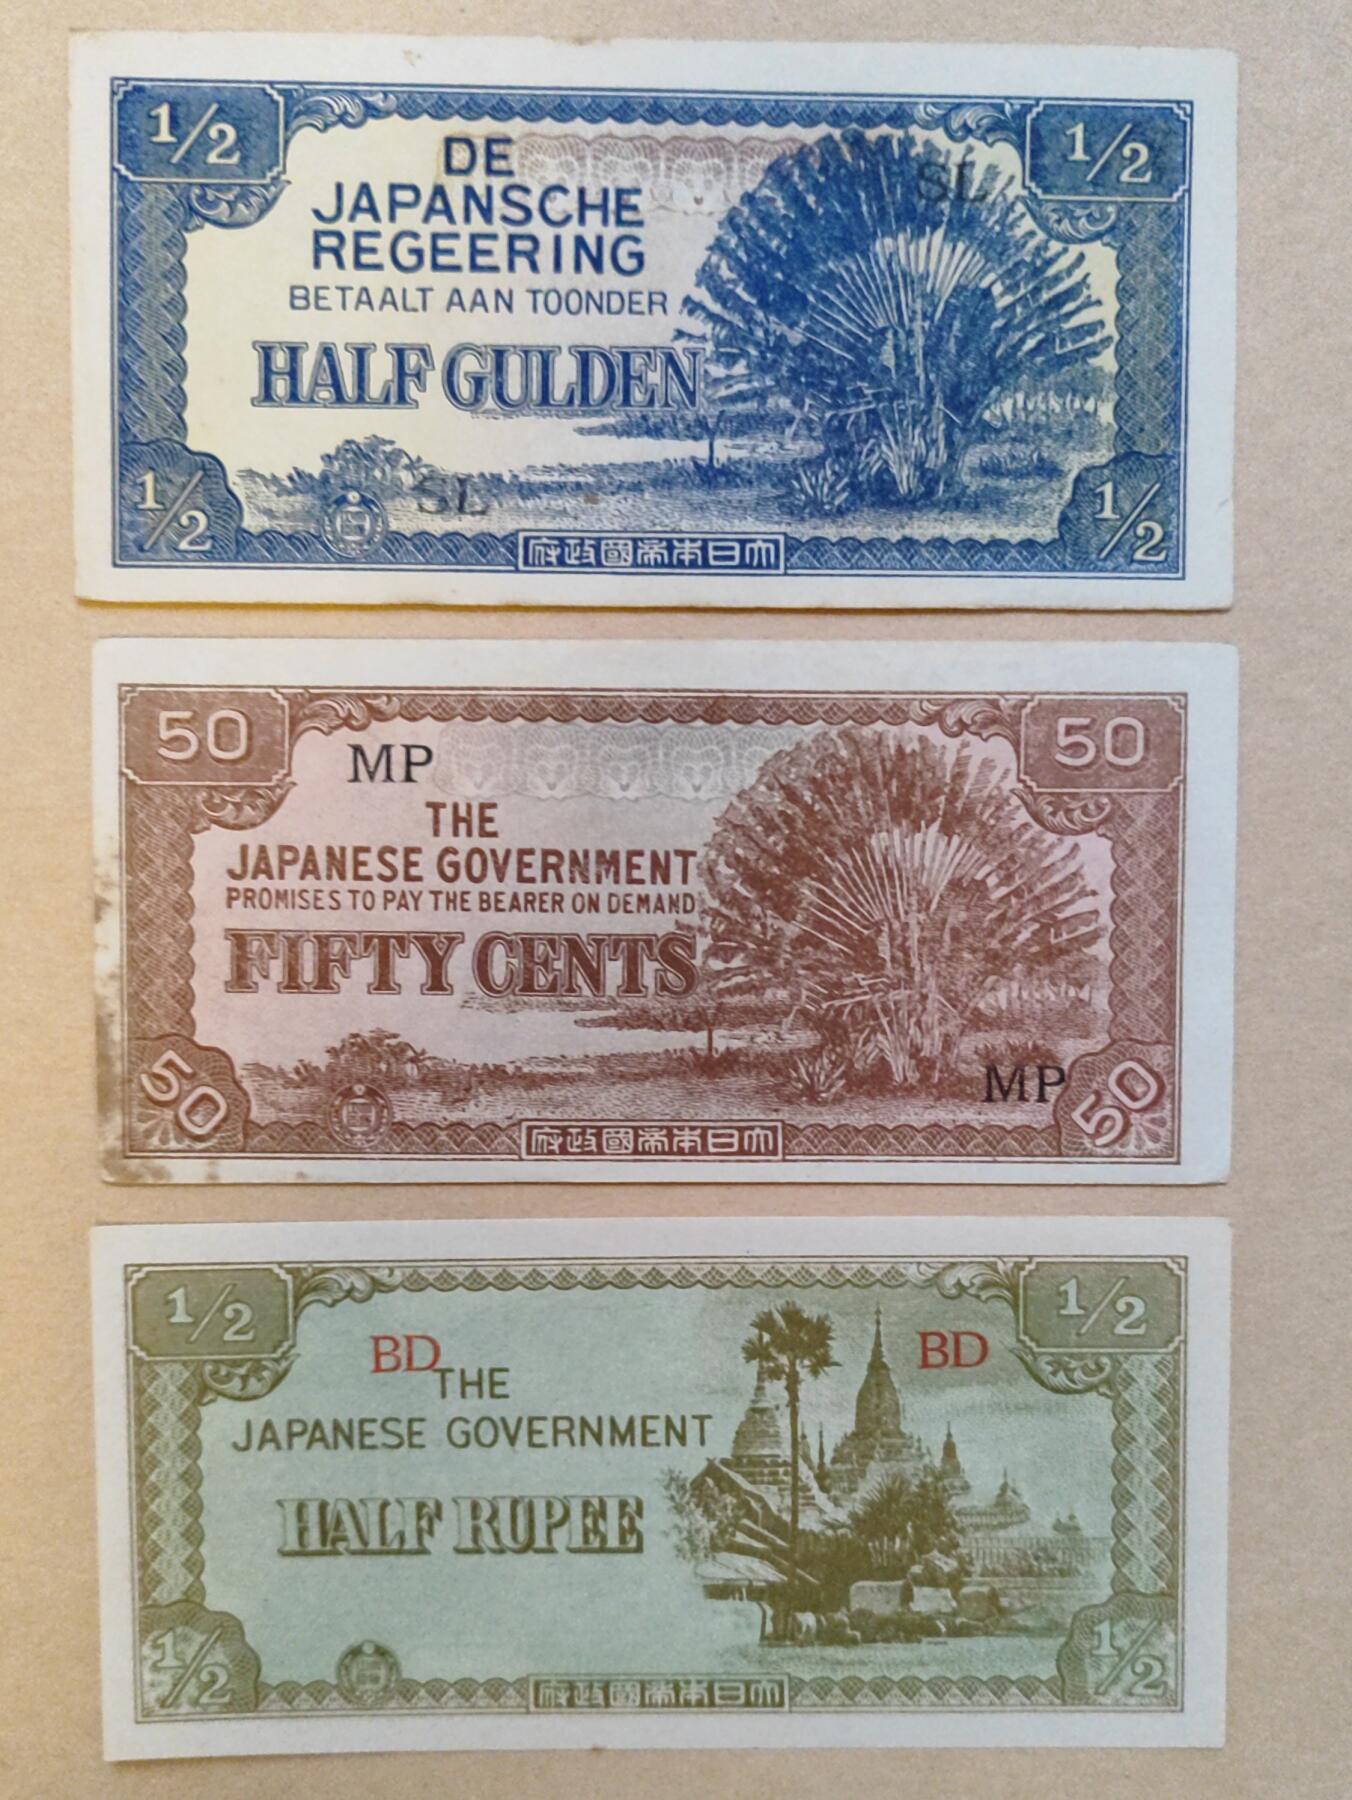 1/2
1/2
DE
JAPANSCHE
REGEERING
BETAALT AAN TOONDER
HALF GULDEN
SL
SL
1/2
1/2
府政國帝本日大
50
50
MP
THE
JAPANESE GOVERNMENT
PROMISES TO PAY THE BEARER ON DEMAND
FIFTY CENTS
MP
50
50
府政國帝本日大
1/2
1/2
BD
BD
THE
JAPANESE GOVERNMENT
HALF RUPEE
1/2
1/2
府政國帝本日大